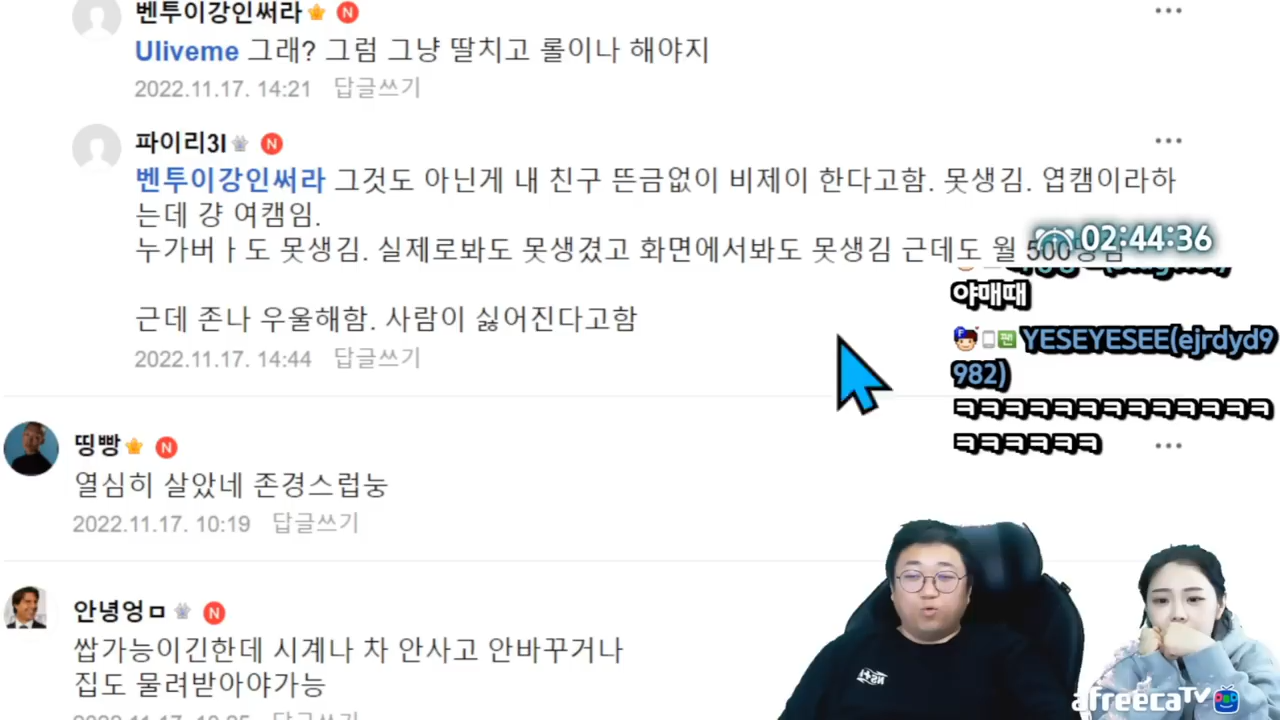 벤투이강인써라 N
Uliveme 그래? 그럼 그냥 딸치고 롤이나 해야지
2022.11.17. 14:21 답글쓰기
파이리3I N
벤투이강인써라 그것도 아닌게 내 친구 뜬금없이 비제이 한다고함. 못생김. 엽캠이라하
는데 걍 여캠임.
누가버ㅏ도 못생김. 실제로봐도 못생겼고 화면에서봐도 못생김 근데도 월 500
02:44:36
근데 존나 우울해함. 사람이 싫어진다고함
2022.11.17. 14:44 답글쓰기
야매때
YESEYESEE(ejrdyd9
982)
ㅋㅋㅋㅋㅋㅋㅋㅋㅋㅋㅋㅋㅋ
ㅋㅋㅋㅋㅋㅋ
띵빵 N
열심히 살았네 존경스럽눙
2022.11.17. 10:19 답글쓰기
안녕엉ㅁ N
쌉가능이긴한데 시계나 차 안사고 안바꾸거나
집도 물려받아야가능
afreecaTV